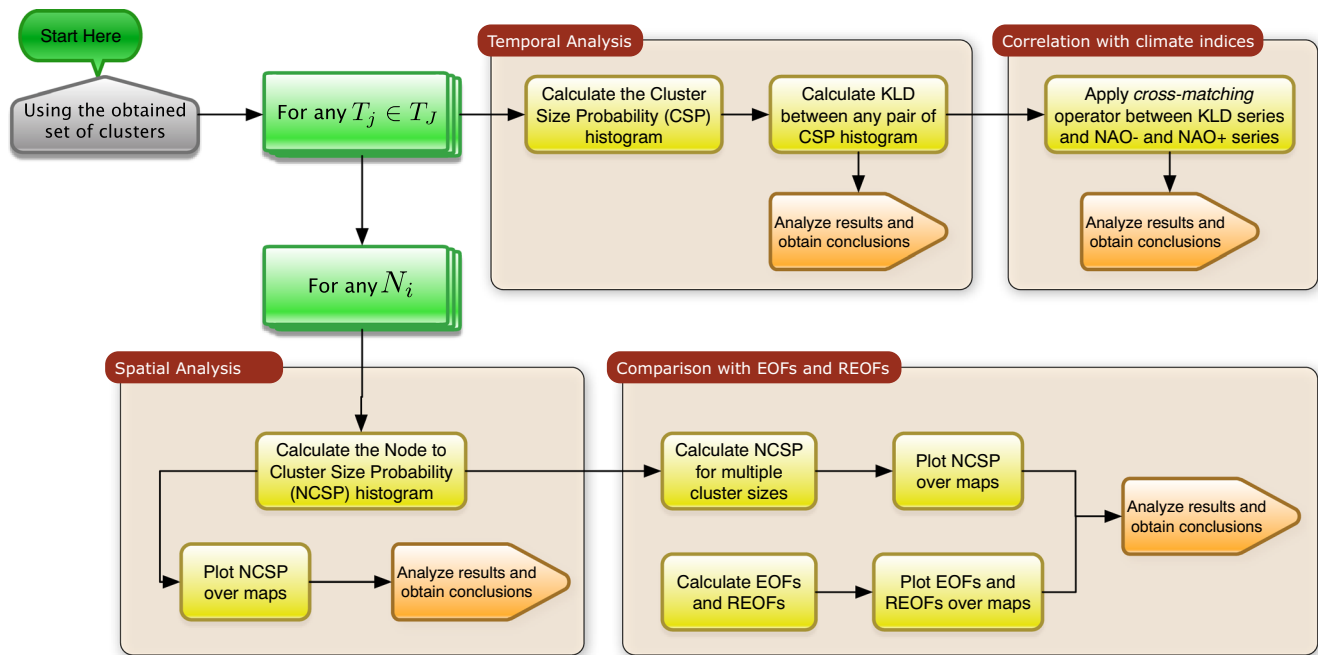 Start Here
Using the obtained
set of clusters
For any T_j ∈ T_J
Temporal Analysis
Calculate the Cluster
Size Probability (CSP)
histogram
Calculate KLD
between any pair of
CSP histogram
Analyze results and
obtain conclusions
Correlation with climate indices
Apply cross-matching
operator between KLD series
and NAO- and NAO+ series
Analyze results and
obtain conclusions
For any N_i
Spatial Analysis
Calculate the Node to
Cluster Size Probability
(NCSP) histogram
Plot NCSP
over maps
Analyze results and
obtain conclusions
Comparison with EOFs and REOFs
Calculate NCSP
for multiple
cluster sizes
Plot NCSP
over maps
Calculate EOFs
and REOFs
Plot EOFs and
REOFs over maps
Analyze results and
obtain conclusions